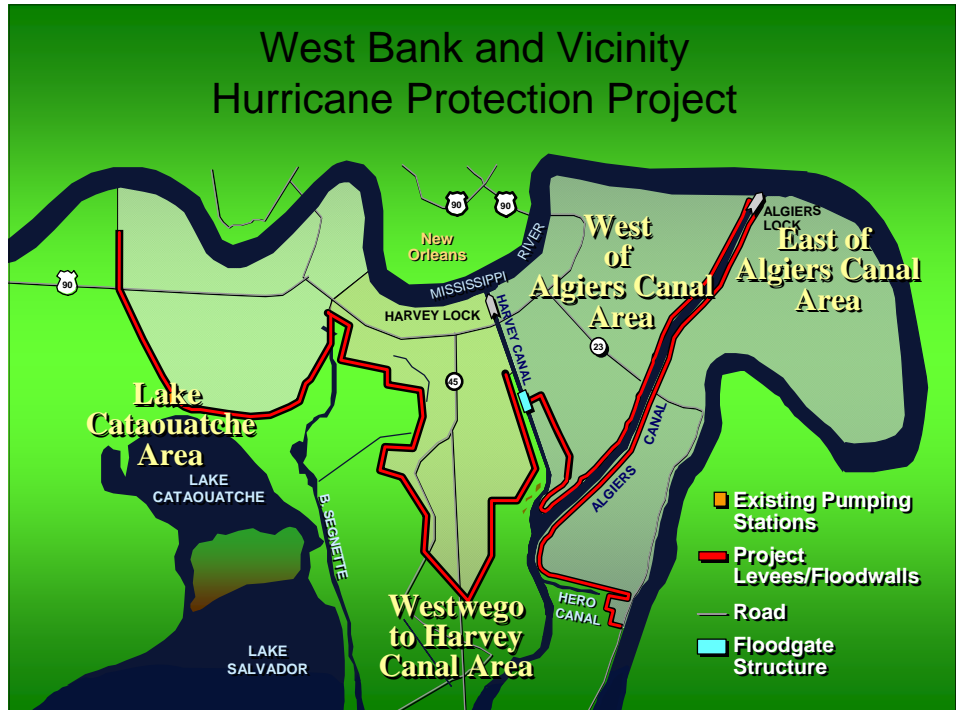 West Bank and Vicinity
Hurricane Protection Project
90
90
90
New
Orleans
MISSISSIPPI
RIVER
ALGIERS
LOCK
West
of
Algiers Canal
Area
East of
Algiers Canal
Area
HARVEY LOCK
HARVEY CANAL
23
45
ALGIERS
CANAL
Lake
Cataouatche
Area
LAKE
CATAOUATCHE
B. SEGNETTE
Existing Pumping
Stations
Project
Levees/Floodwalls
Road
Floodgate
Structure
HERO
CANAL
Westwego
to Harvey
Canal Area
LAKE
SALVADOR